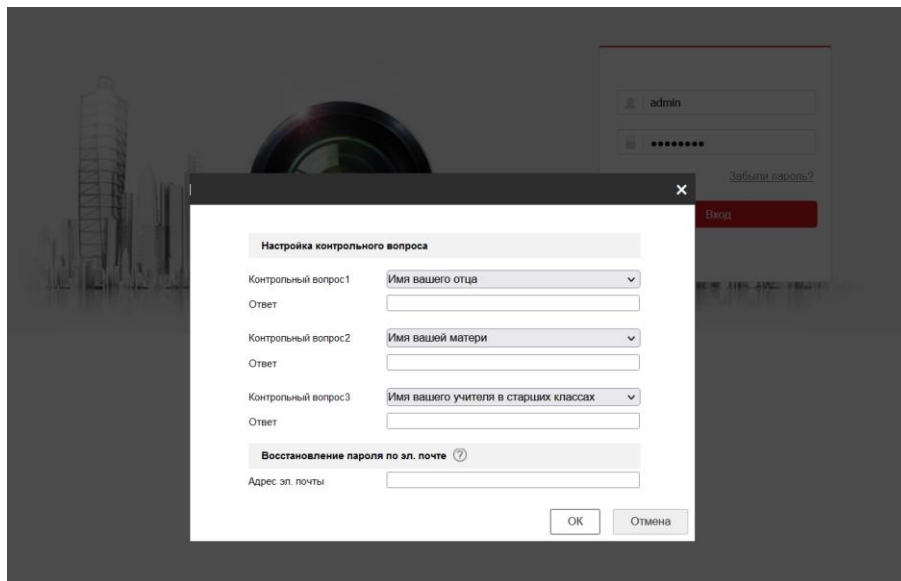 admin
••••••••
Забыли пароль?
Вход
Настройка контрольного вопроса
Контрольный вопрос1 Имя вашего отца
Ответ
Контрольный вопрос2 Имя вашей матери
Ответ
Контрольный вопрос3 Имя вашего учителя в старших классах
Ответ
Восстановление пароля по эл. почте ?
Адрес эл. почты
OK Отмена